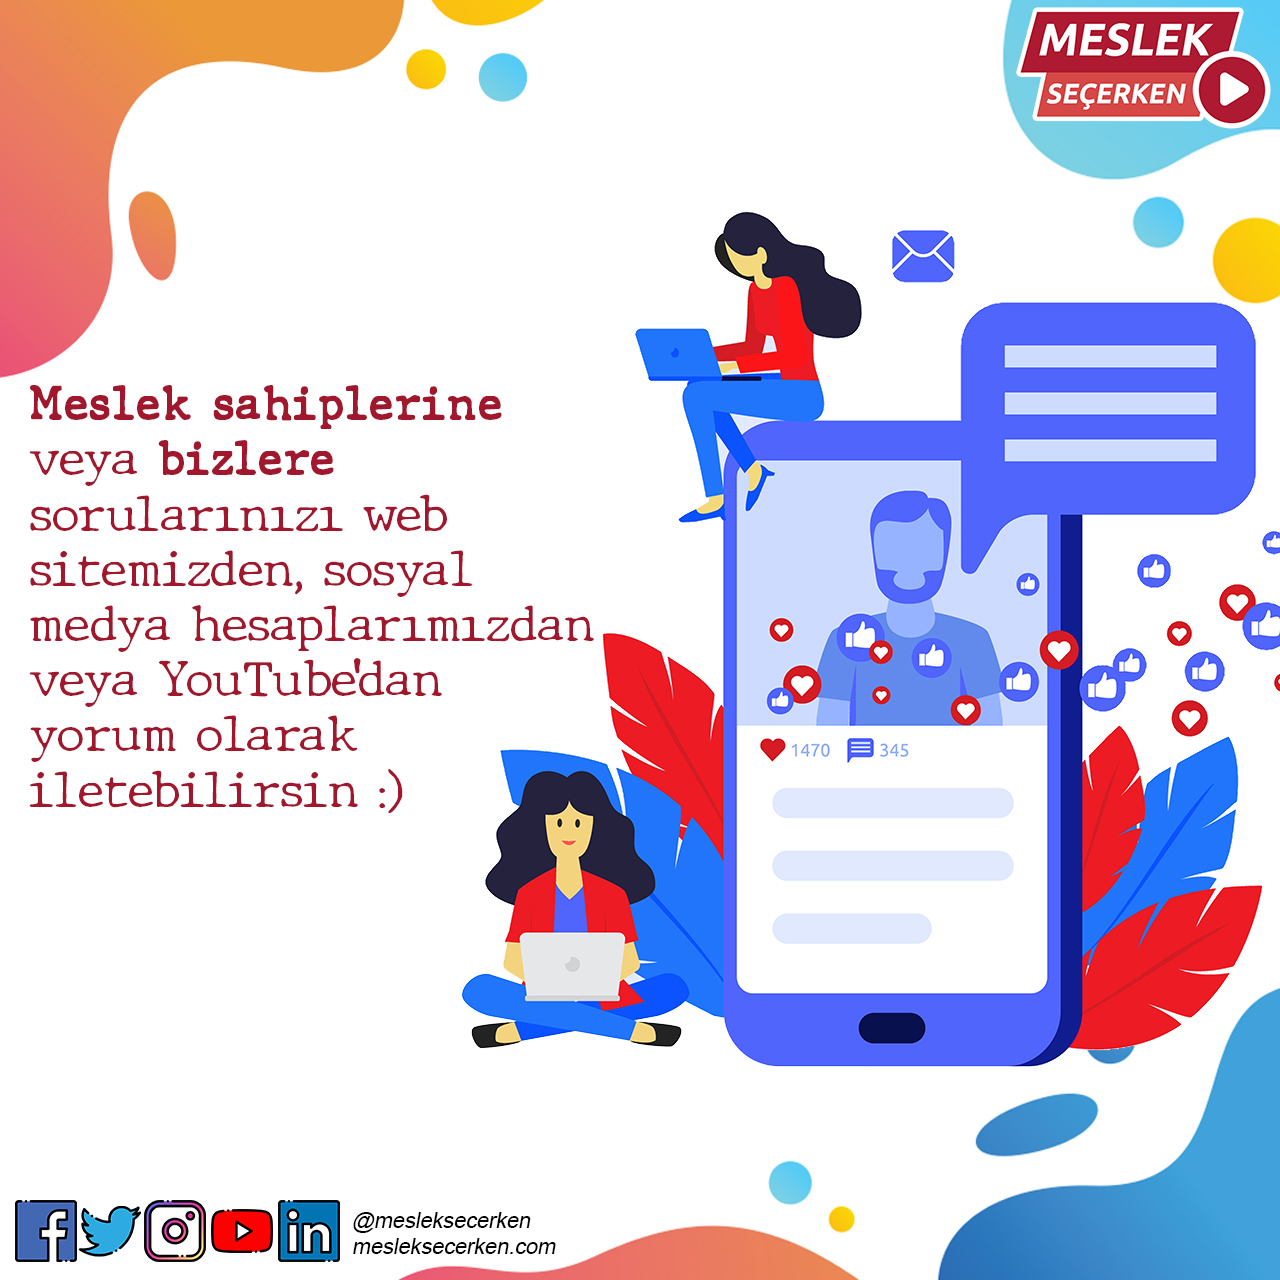 MESLEK
SEÇERKEN
Meslek sahiplerine
veya bizlere
sorularınızı web
sitemizden, sosyal
medya hesaplarımızdan
veya YouTube'dan
yorum olarak
iletebilirsin :)
1470 345
@mesleksecerken
mesleksecerken.com